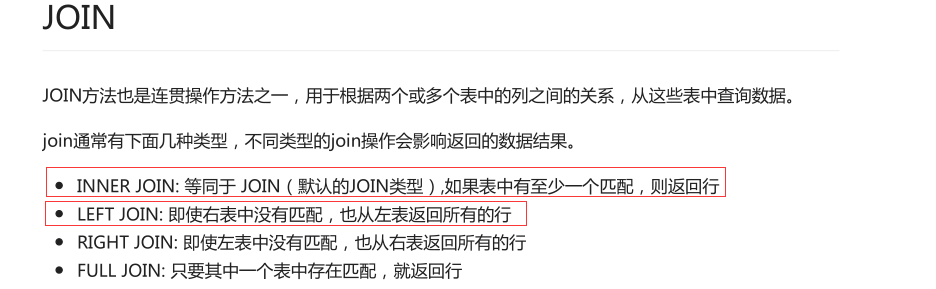 JOIN
JOIN方法也是连贯操作方法之一，用于根据两个或多个表中的列之间的关系，从这些表中查询数据。
join通常有下面几种类型，不同类型的join操作会影响返回的数据结果。
• INNER JOIN: 等同于 JOIN（默认的JOIN类型）,如果表中有至少一个匹配，则返回行
• LEFT JOIN: 即使右表中没有匹配，也从左表返回所有的行
• RIGHT JOIN: 即使左表中没有匹配，也从右表返回所有的行
• FULL JOIN: 只要其中一个表中存在匹配，就返回行